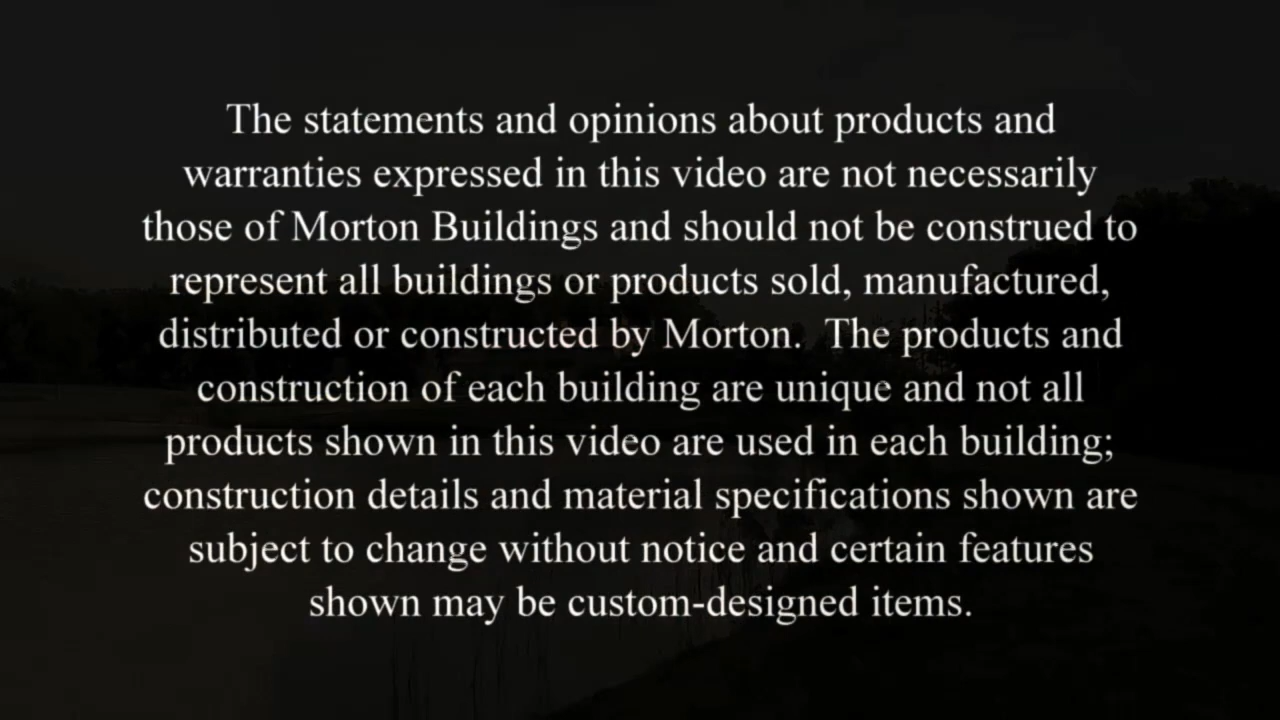 The statements and opinions about products and
warranties expressed in this video are not necessarily
those of Morton Buildings and should not be construed to
represent all buildings or products sold, manufactured,
distributed or constructed by Morton.  The products and
construction of each building are unique and not all
products shown in this video are used in each building;
construction details and material specifications shown are
subject to change without notice and certain features
shown may be custom-designed items.